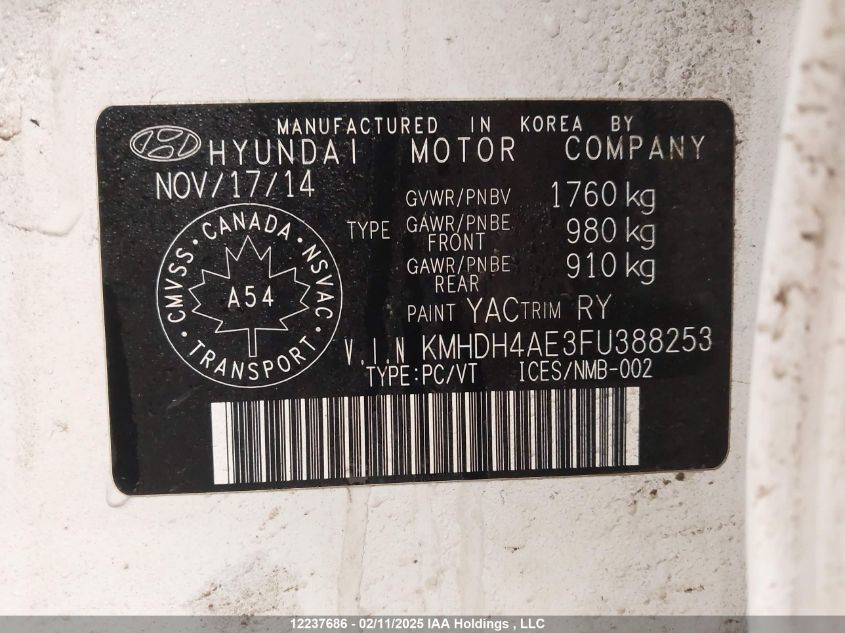 MANUFACTURED IN KOREA BY
HYUNDAI MOTOR COMPANY
NOV/17/14
GVWR/PNBV 1760 kg
TYPE GAWR/PNBE FRONT 980 kg
GAWR/PNBE REAR 910 kg
CMVSS · CANADA · NSVAC · TRANSPORT ·
A54
PAINT YAC TRIM RY
V.I.N KMHDH4AE3FU388253
TYPE:PC/VT ICES/NMB-002
12237686 - 02/11/2025 IAA Holdings , LLC